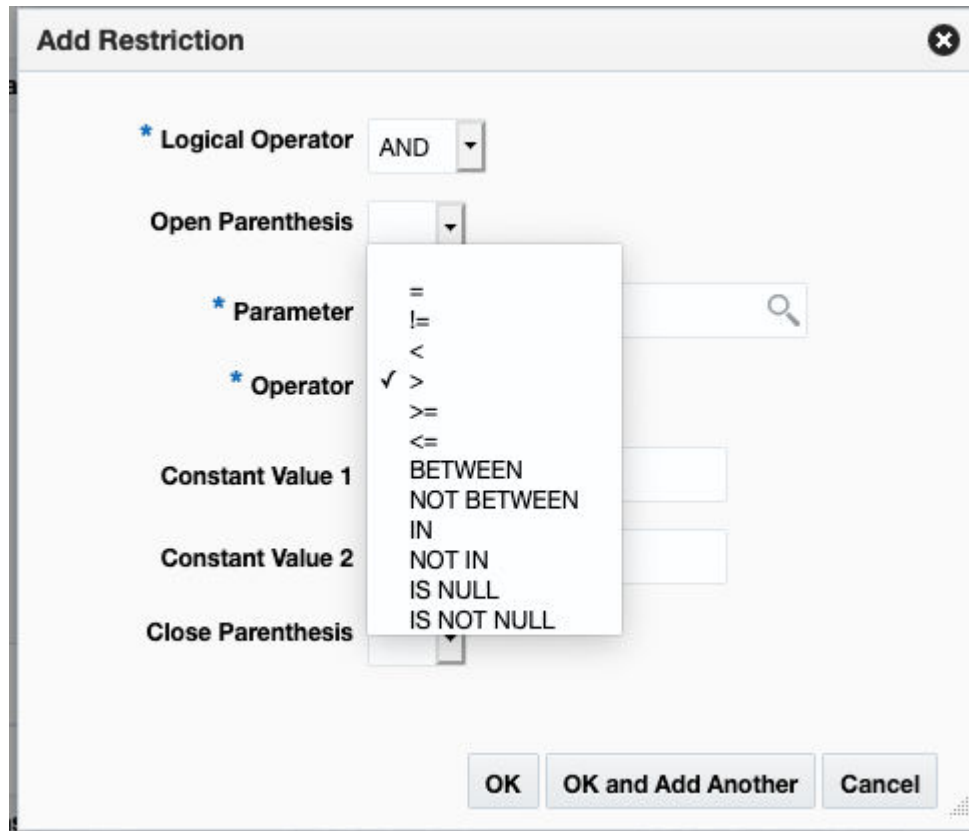 Add Restriction
* Logical Operator AND
Open Parenthesis
* Parameter
* Operator
=
!=
<
✓ >
>=
<=
BETWEEN
NOT BETWEEN
IN
NOT IN
IS NULL
IS NOT NULL
Constant Value 1
Constant Value 2
Close Parenthesis
OK OK and Add Another Cancel